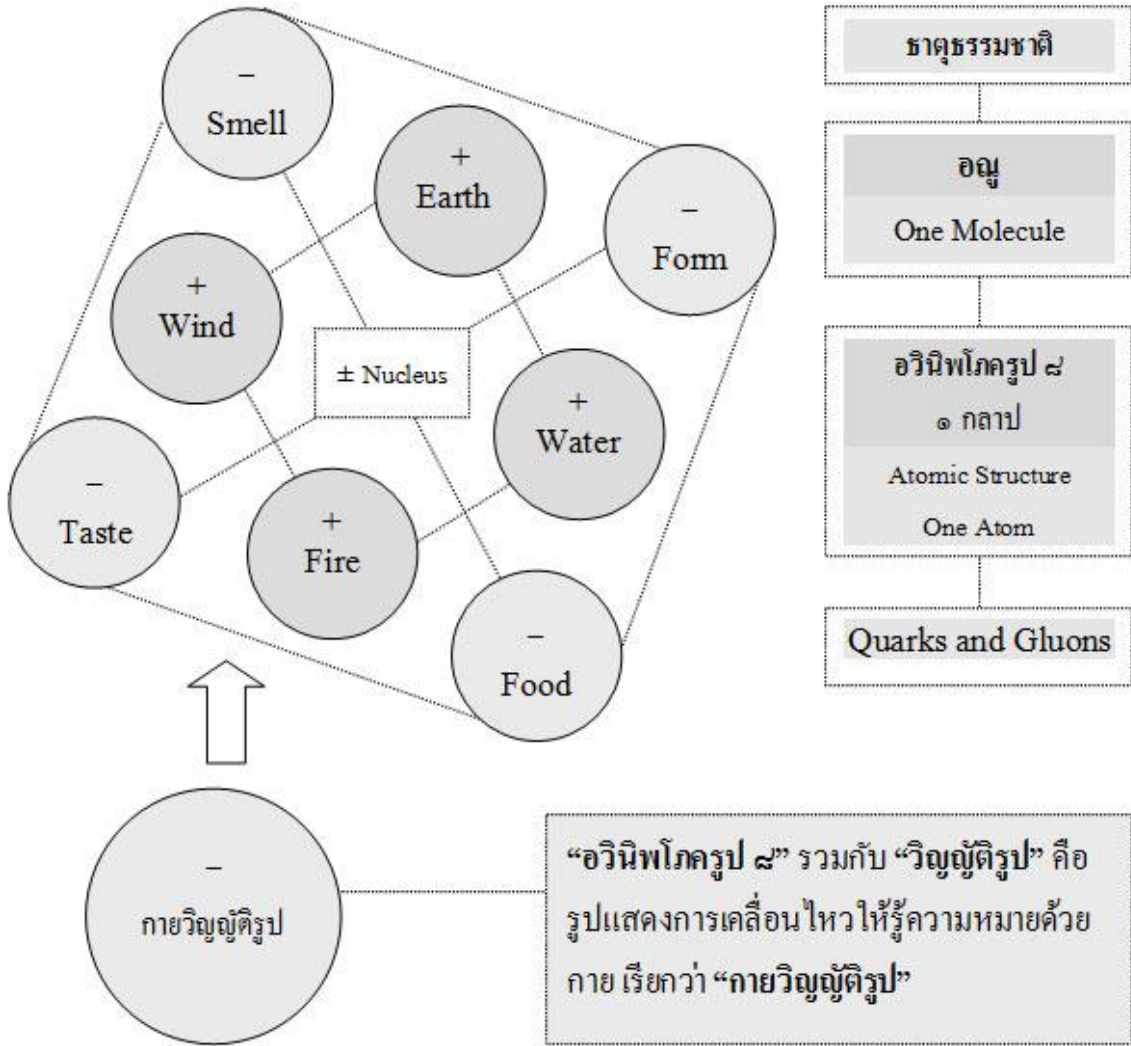 −
Smell
+
Earth
−
Form
+
Wind
± Nucleus
+
Water
−
Taste
+
Fire
−
Food
ธาตุธรรมชาติ
อณู
One Molecule
อวินิพโภครูป ๘
๑ กลาป
Atomic Structure
One Atom
Quarks and Gluons
−
กายวิญญัติรูป
“อวินิพโภครูป ๘” รวมกับ “วิญญัติรูป” คือ
รูปแสดงการเคลื่อนไหวให้รู้ความหมายด้วย
กาย เรียกว่า “กายวิญญัติรูป”